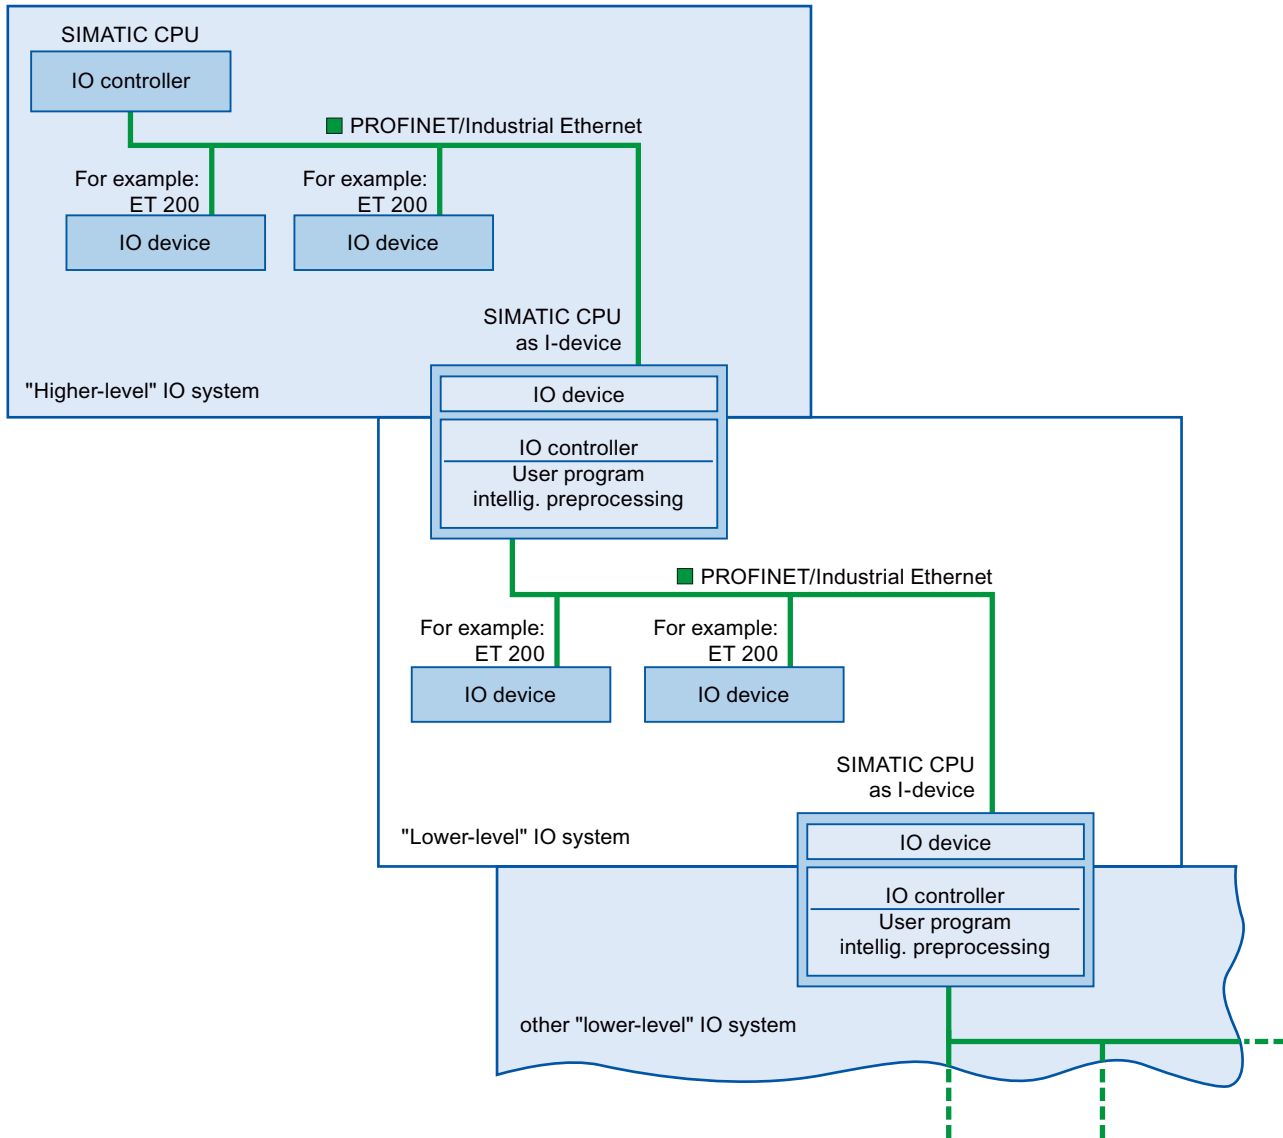 SIMATIC CPU
IO controller
PROFINET/Industrial Ethernet
For example:
ET 200
IO device
For example:
ET 200
IO device
SIMATIC CPU
as I-device
"Higher-level" IO system
IO device
IO controller
User program
intellig. preprocessing
PROFINET/Industrial Ethernet
For example:
ET 200
IO device
For example:
ET 200
IO device
SIMATIC CPU
as I-device
"Lower-level" IO system
IO device
IO controller
User program
intellig. preprocessing
other "lower-level" IO system